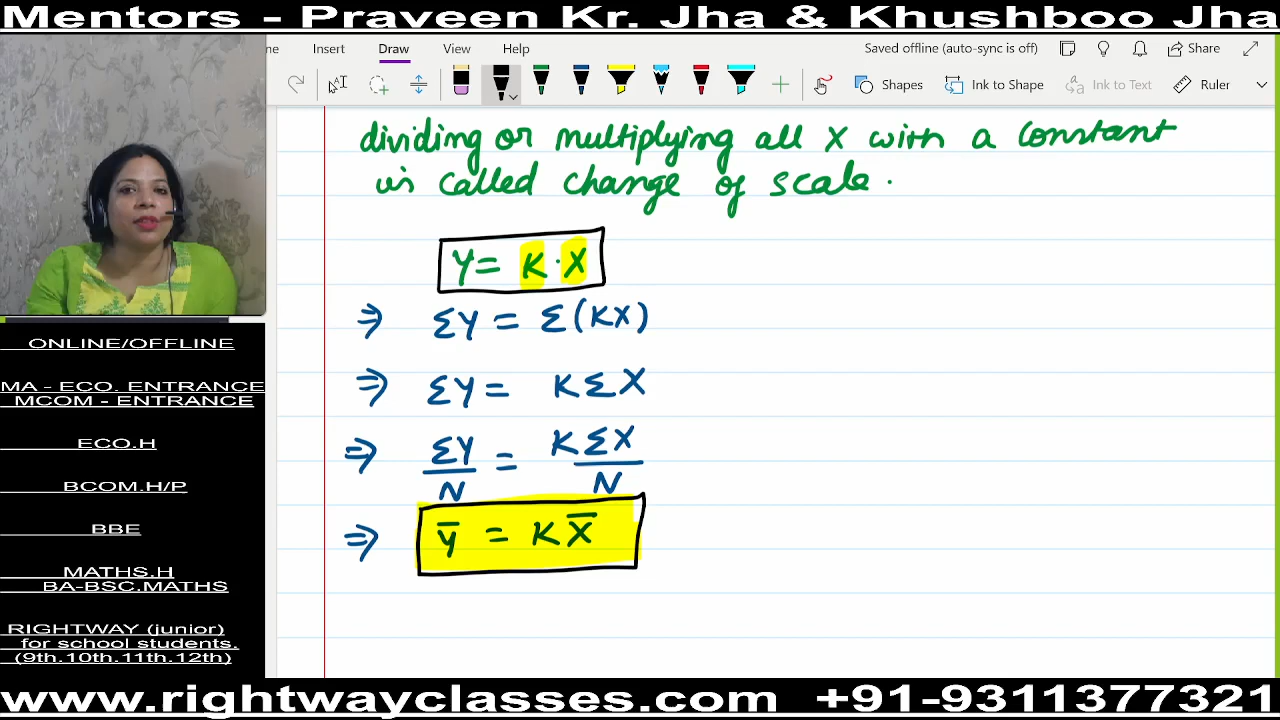 Mentors - Praveen Kr. Jha & Khushboo Jha
Insert Draw View Help Saved offline (auto-sync is off) Share
Shapes Ink to Shape Ink to Text Ruler
dividing or multiplying all X with a constant
is called change of scale.
Y = K · X
⇒ ΣY = Σ(KX)
⇒ ΣY = KΣX
⇒ ΣY/N = KΣX/N
⇒ ȳ = K X̄
ONLINE/OFFLINE
MA - ECO. ENTRANCE
MCOM - ENTRANCE
ECO.H
BCOM.H/P
BBE
MATHS.H
BA-BSC.MATHS
RIGHTWAY (junior)
for school students.
(9th.10th.11th.12th)
www.rightwayclasses.com +91-9311377321